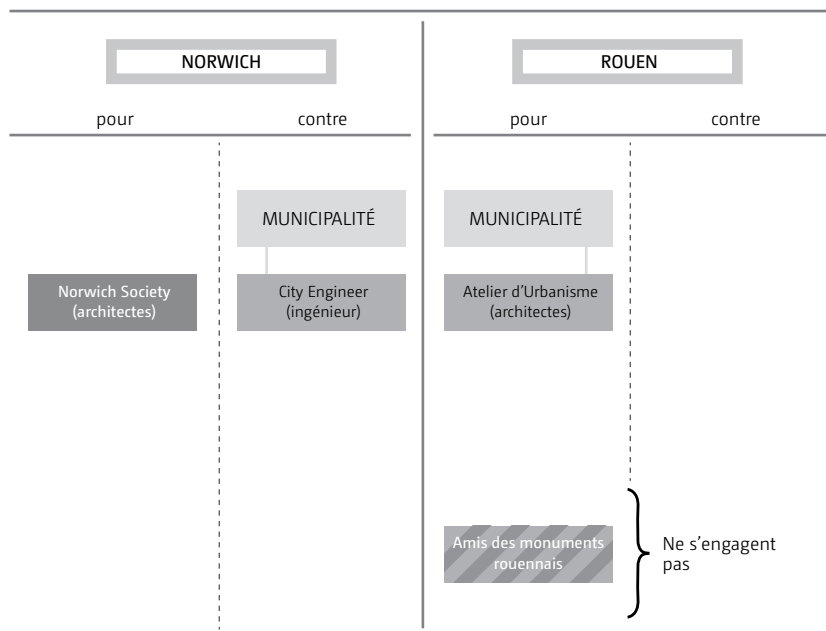 NORWICH
ROUEN
pour
contre
pour
contre
MUNICIPALITÉ
MUNICIPALITÉ
Norwich Society
(architectes)
City Engineer
(ingénieur)
Atelier d'Urbanisme
(architectes)
Amis des monuments
rouennais
Ne s'engagent
pas